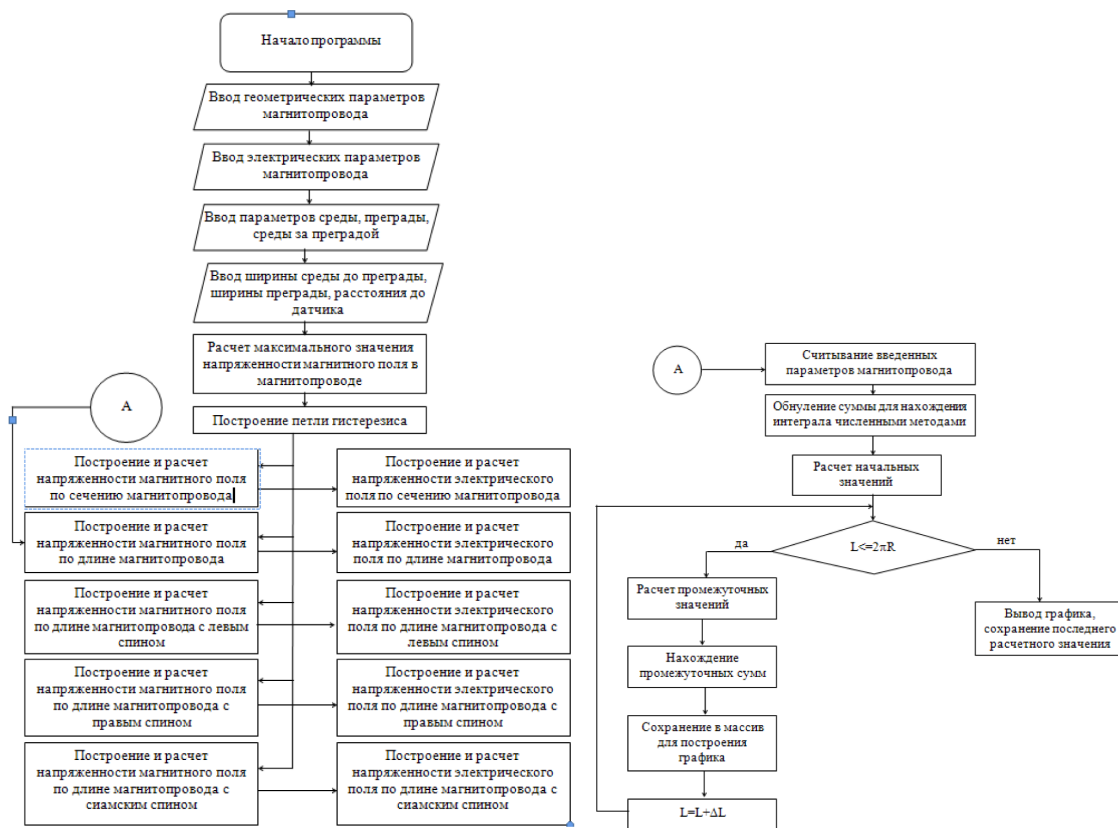 Начало программы
Ввод геометрических параметров
магнитопровода
Ввод электрических параметров
магнитопровода
Ввод параметров среды, преграды,
среды за преградой
Ввод ширины среды до преграды,
ширины преграды, расстояния до
датчика
Расчет максимального значения
напряженности магнитного поля в
магнитопроводе
А
Построение петли гистерезиса
Построение и расчет
напряженности магнитного поля
по сечению магнитопровода
Построение и расчет
напряженности электрического
поля по сечению магнитопровода
Построение и расчет
напряженности магнитного поля
по длине магнитопровода
Построение и расчет
напряженности электрического
поля по длине магнитопровода
Построение и расчет
напряженности магнитного поля
по длине магнитопровода с левым
спином
Построение и расчет
напряженности электрического
поля по длине магнитопровода с
левым спином
Построение и расчет
напряженности магнитного поля
по длине магнитопровода с
правым спином
Построение и расчет
напряженности электрического
поля по длине магнитопровода с
правым спином
Построение и расчет
напряженности магнитного поля
по длине магнитопровода с
сиамским спином
Построение и расчет
напряженности электрического
поля по длине магнитопровода с
сиамским спином
А
Считывание введенных
параметров магнитопровода
Обнуление суммы для нахождения
интеграла численными методами
Расчет начальных
значений
L<=2πR
да
нет
Расчет промежуточных
значений
Вывод графика,
сохранение последнего
расчетного значения
Нахождение
промежуточных сумм
Сохранение в массив
для построения
графика
L=L+ΔL